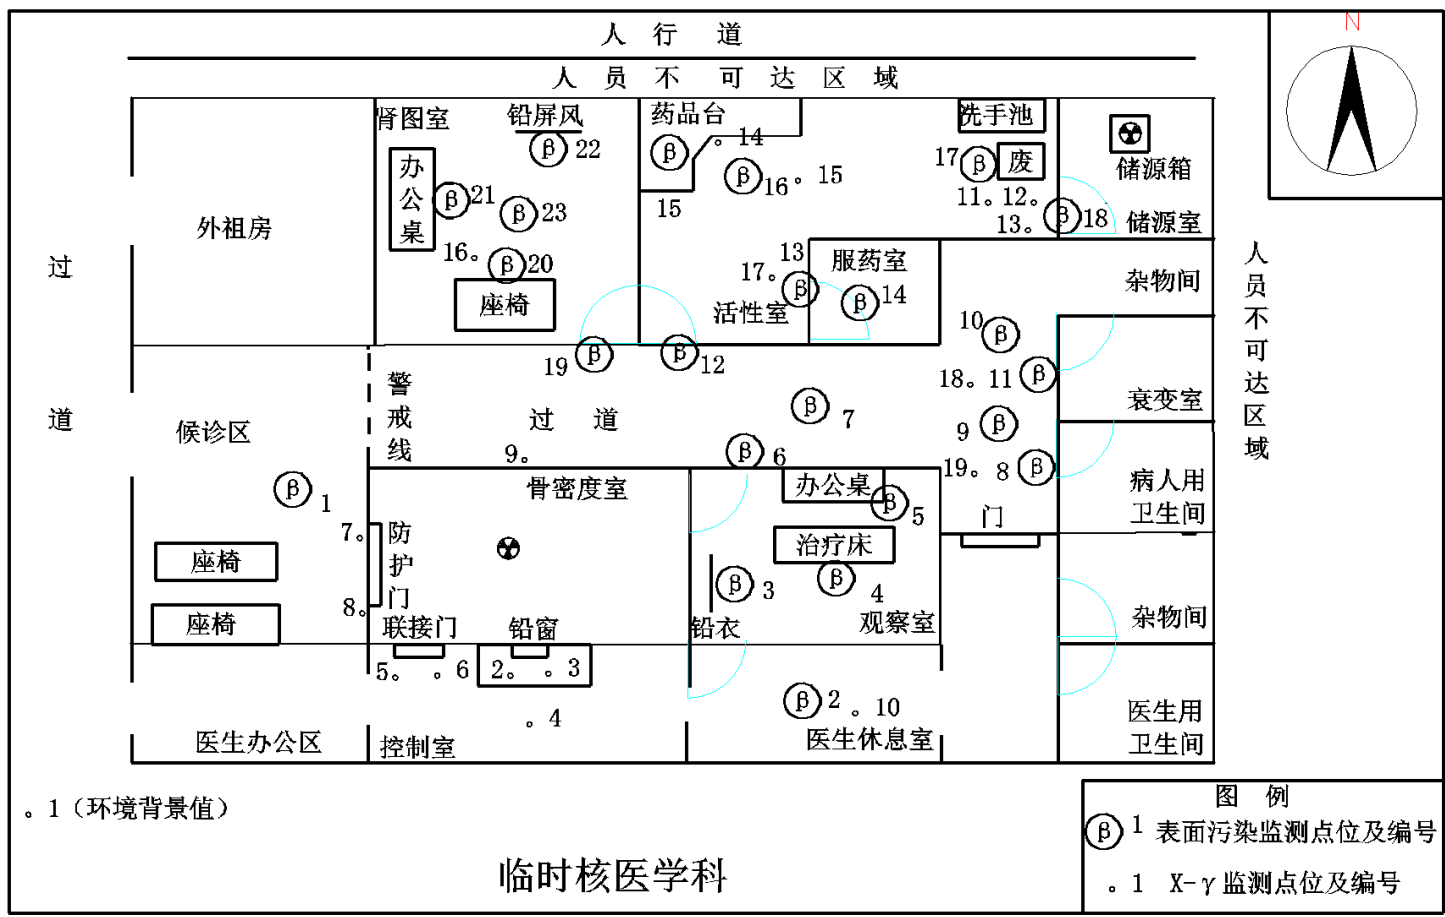 人行道
N
人员不可达区域
肾图室
铅屏风
药品台
洗手池
办公桌
β 22
β
。14
17 β
废
储源箱
β 21
β 16
。15
11。12。
β 23
15
13。
β 18
储源室
外祖房
16。
β 20
13
服药室
过
座椅
17。
β
β 14
活性室
杂物间
人员不可达区域
10 β
19 β
β 12
18。11 β
警戒线
衰变室
道
候诊区
过道
β 7
9 β
9。
β 6
19。8 β
骨密度室
办公桌
病人用
卫生间
β 1
β 5
门
7。
防护门
治疗床
座椅
β 3
β 4
8。
座椅
联接门
铅窗
铅衣
观察室
杂物间
5。
。6
2。
。3
。4
β 2
。10
医生用
卫生间
医生办公区
控制室
医生休息室
。1（环境背景值）
图例
β 1 表面污染监测点位及编号
。1 X-γ监测点位及编号
临时核医学科